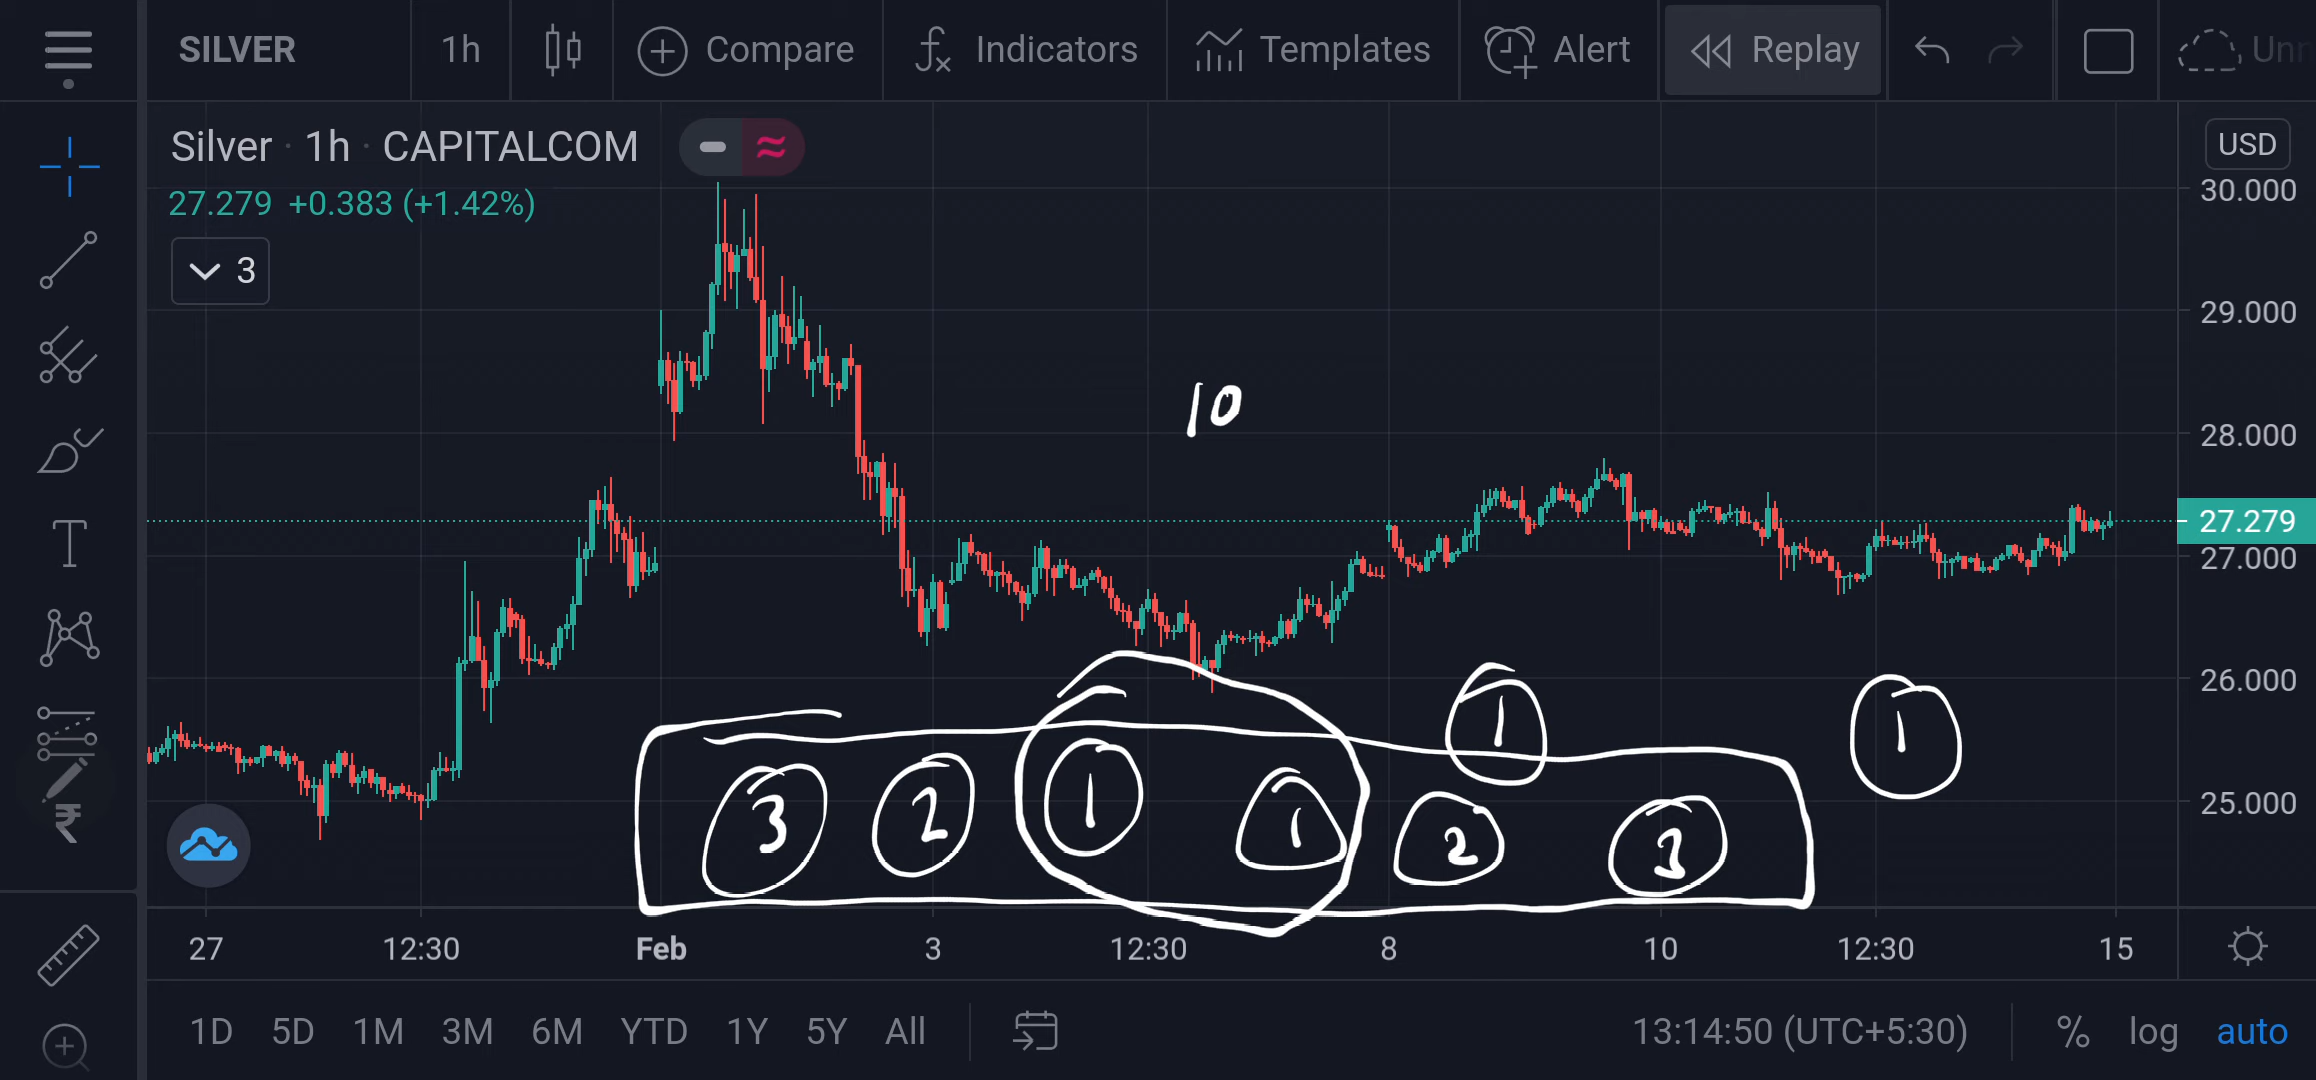 SILVER 1h Compare Indicators Templates Alert Replay Un
Silver · 1h · CAPITALCOM USD
27.279 +0.383 (+1.42%)
3
30.000
29.000
10
28.000
27.279
27.000
26.000
1 1
25.000
3 2 1 1 2 3
27 12:30 Feb 3 12:30 8 10 12:30 15
1D 5D 1M 3M 6M YTD 1Y 5Y All 13:14:50 (UTC+5:30) % log auto